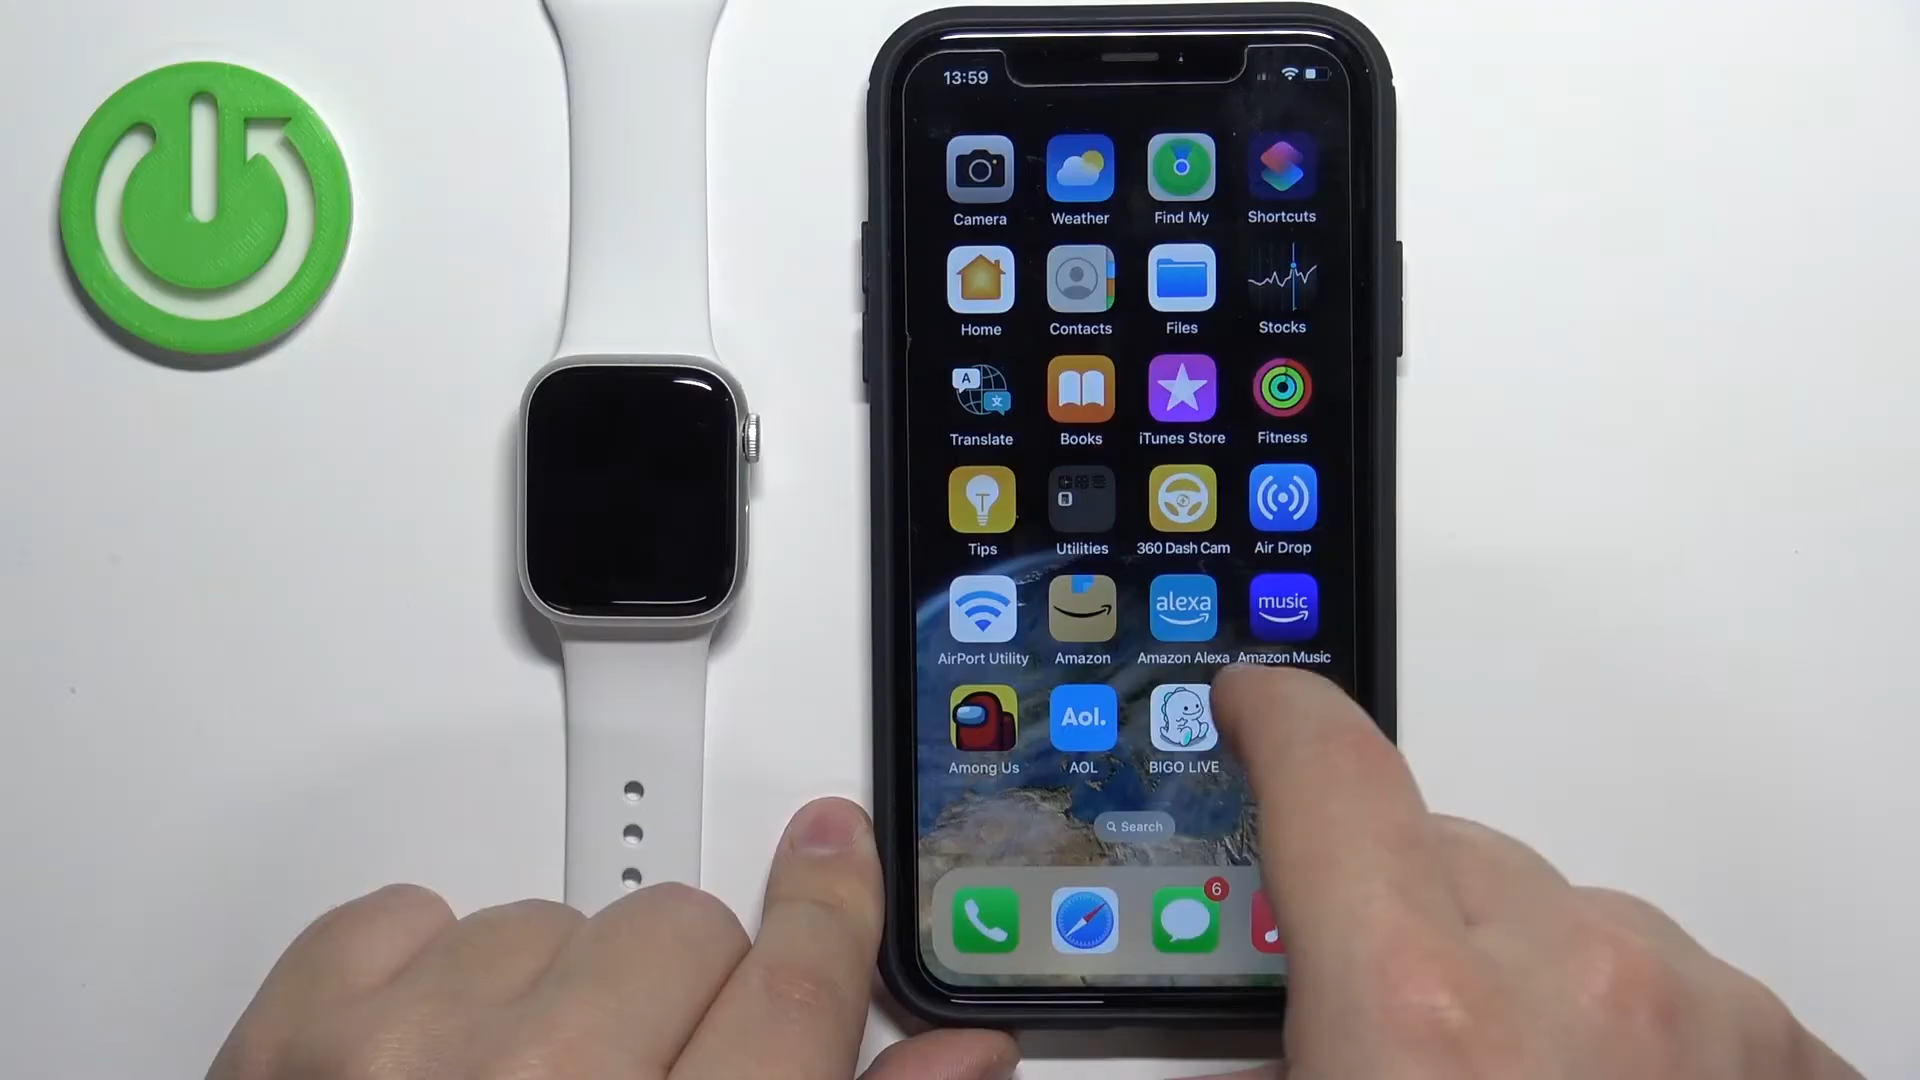 13:59
Camera Weather Find My Shortcuts
Home Contacts Files Stocks
A
文
Translate Books iTunes Store Fitness
Tips Utilities 360 Dash Cam Air Drop
alexa music
AirPort Utility Amazon Amazon Alexa Amazon Music
Aol.
Among Us AOL BIGO LIVE
Search
6